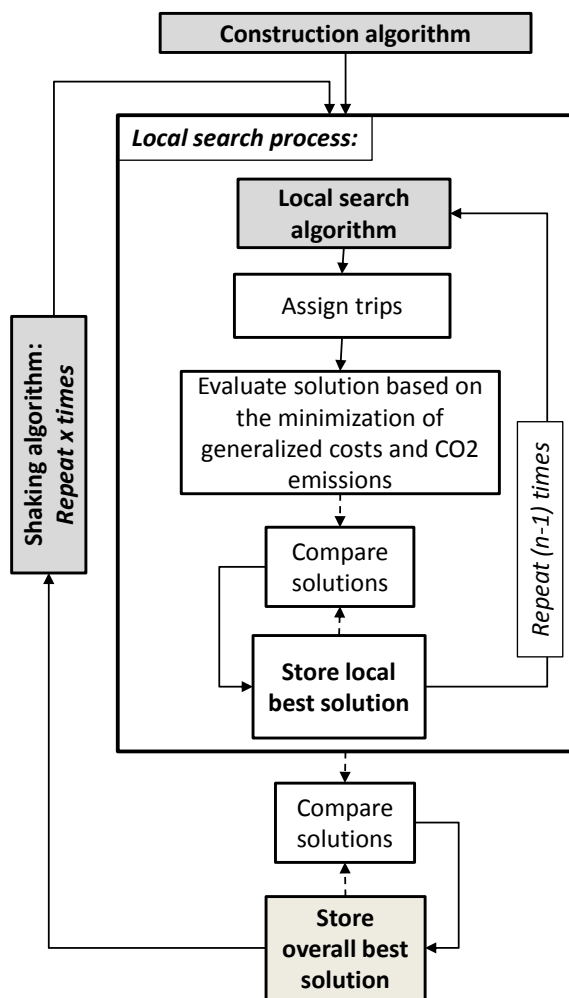 Construction algorithm
Local search process:
Local search
algorithm
Assign trips
Evaluate solution based on
the minimization of
generalized costs and CO2
emissions
Compare
solutions
Store local
best solution
Repeat (n-1) times
Shaking algorithm:
Repeat x times
Compare
solutions
Store
overall best
solution